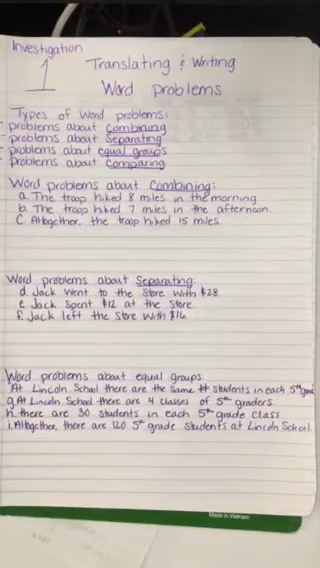 Investigation
1
Translating & Writing
Word problems
Types of Word problems:
- problems about Combining
- problems about Separating
- problems about equal groups
- problems about Comparing
Word problems about Combining:
a. The troop hiked 8 miles in the morning
b. The troop hiked 7 miles in the afternoon.
C. Altogether, the troop hiked 15 miles.
Word problems about Separating:
d. Jack went to the Store with $28.
e. Jack Spent $12 at the Store
f. Jack left the Store with $16.
Word problems about equal groups:
At Lincoln School there are the same # students in each 5th
g. At Lincoln School there are 4 classes of 5th graders.
h. there are 30 students in each 5th grade class
i. Altogether, there are 120 5th grade students at Lincoln School.
Made in Vietnam